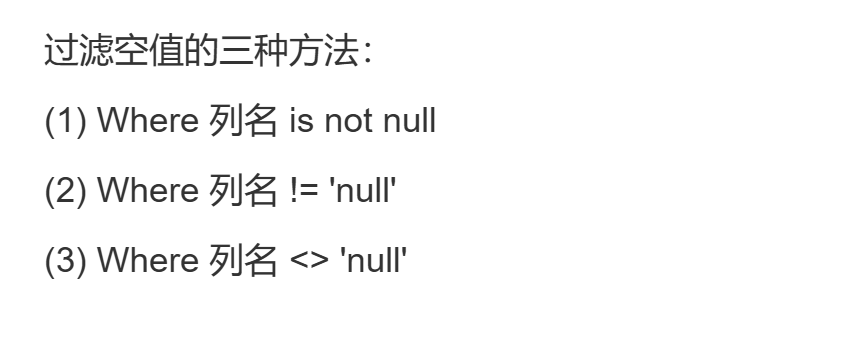 过滤空值的三种方法：
(1) Where 列名 is not null
(2) Where 列名 != 'null'
(3) Where 列名 <> 'null'